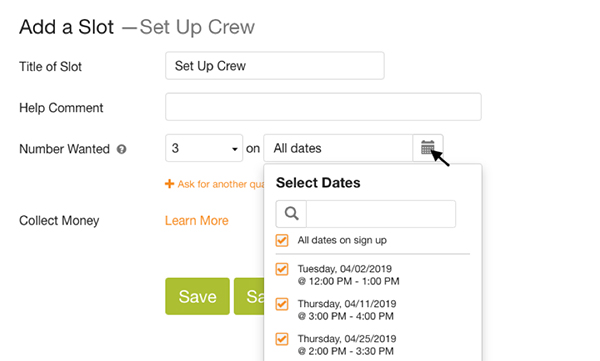 Add a Slot —Set Up Crew
Title of Slot
Set Up Crew
Help Comment
Number Wanted ?
3
on
All dates
Ask for another qua
Select Dates
All dates on sign up
Collect Money
Learn More
Tuesday, 04/02/2019
@ 12:00 PM - 1:00 PM
Thursday, 04/11/2019
@ 3:00 PM - 4:00 PM
Save
Sa
Thursday, 04/25/2019
@ 2:00 PM - 3:30 PM